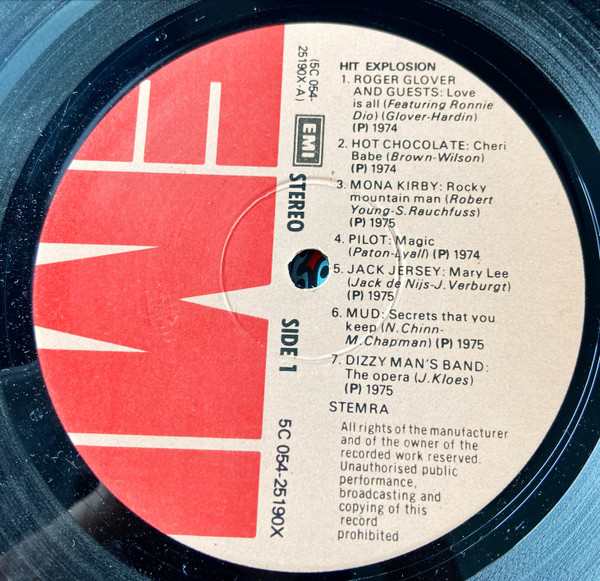 EMI
(5C 054-
25190X-A)
EMI
STEREO
SIDE 1
5C 054-25190X
HIT EXPLOSION
1. ROGER GLOVER
AND GUESTS: Love
is all (Featuring Ronnie
Dio) (Glover-Hardin)
(P) 1974
2. HOT CHOCOLATE: Cheri
Babe (Brown-Wilson)
(P) 1974
3. MONA KIRBY: Rocky
mountain man (Robert
Young-S.Rauchfuss)
(P) 1975
4. PILOT: Magic
(Paton-Lyall) (P) 1974
5. JACK JERSEY: Mary Lee
(Jack de Nijs-J.Verburgt)
(P) 1975
6. MUD: Secrets that you
keep (N.Chinn-
M.Chapman) (P) 1975
7. DIZZY MAN'S BAND:
The opera (J.Kloes)
(P) 1975
STEMRA
All rights of the manufacturer
and of the owner of the
recorded work reserved.
Unauthorised public
performance,
broadcasting and
copying of this
record
prohibited